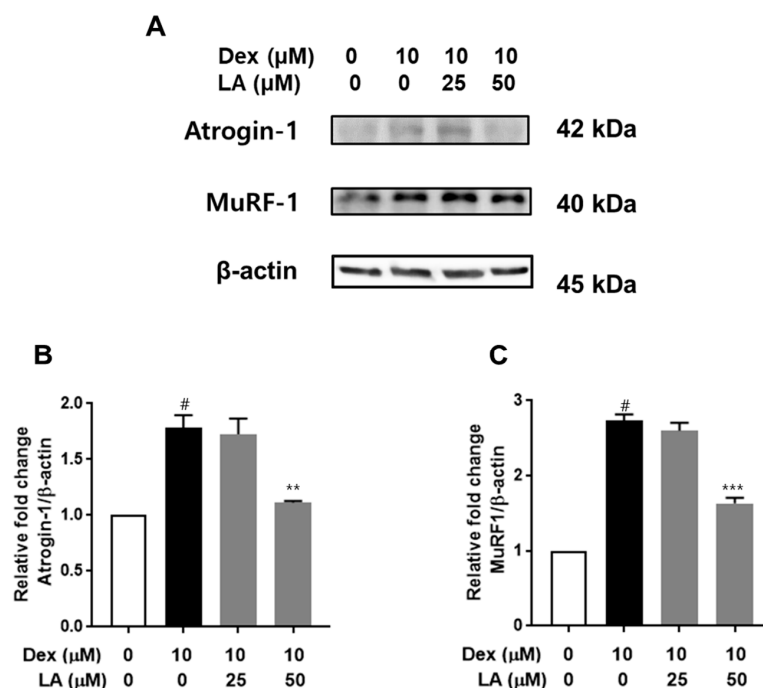 A
Dex (μM) 0 10 10 10
LA (μM) 0 0 25 50
Atrogin-1 42 kDa
MuRF-1 40 kDa
β-actin 45 kDa
B
Relative fold change
Atrogin-1/β-actin
2.0
1.5
1.0
0.5
0.0
#
**
Dex (μM) 0 10 10 10
LA (μM) 0 25 50
C
Relative fold change
MuRF1/β-actin
3
2
1
0
#
***
Dex (μM) 0 10 10 10
LA (μM) 0 0 25 50